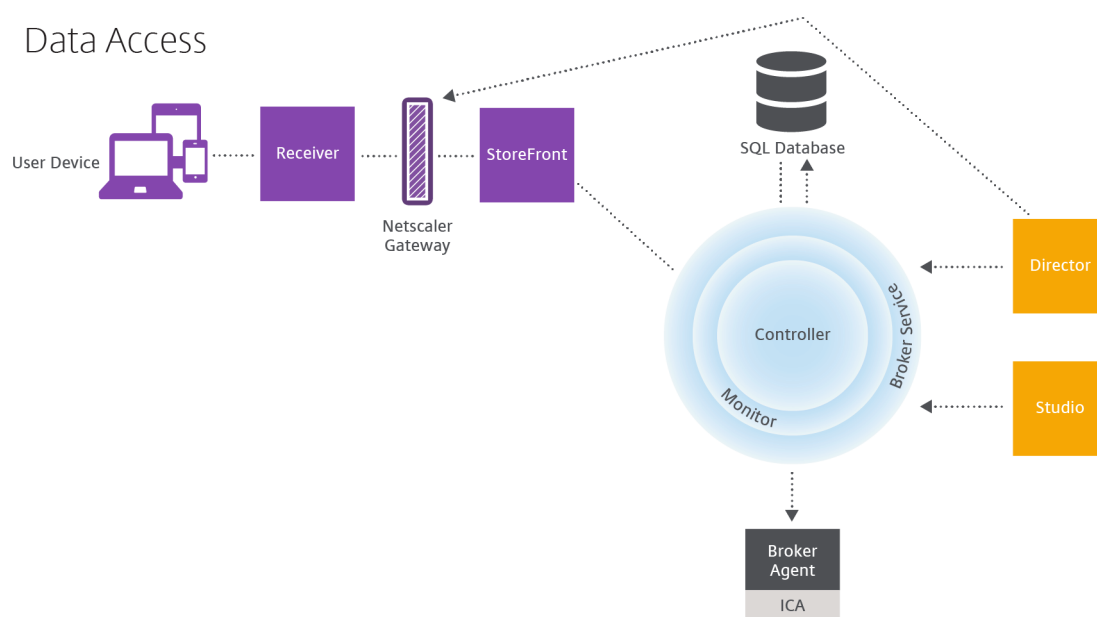 Data Access
User Device
Receiver
Netscaler
Gateway
StoreFront
SQL Database
Controller
Monitor
Broker Service
Director
Studio
Broker
Agent
ICA